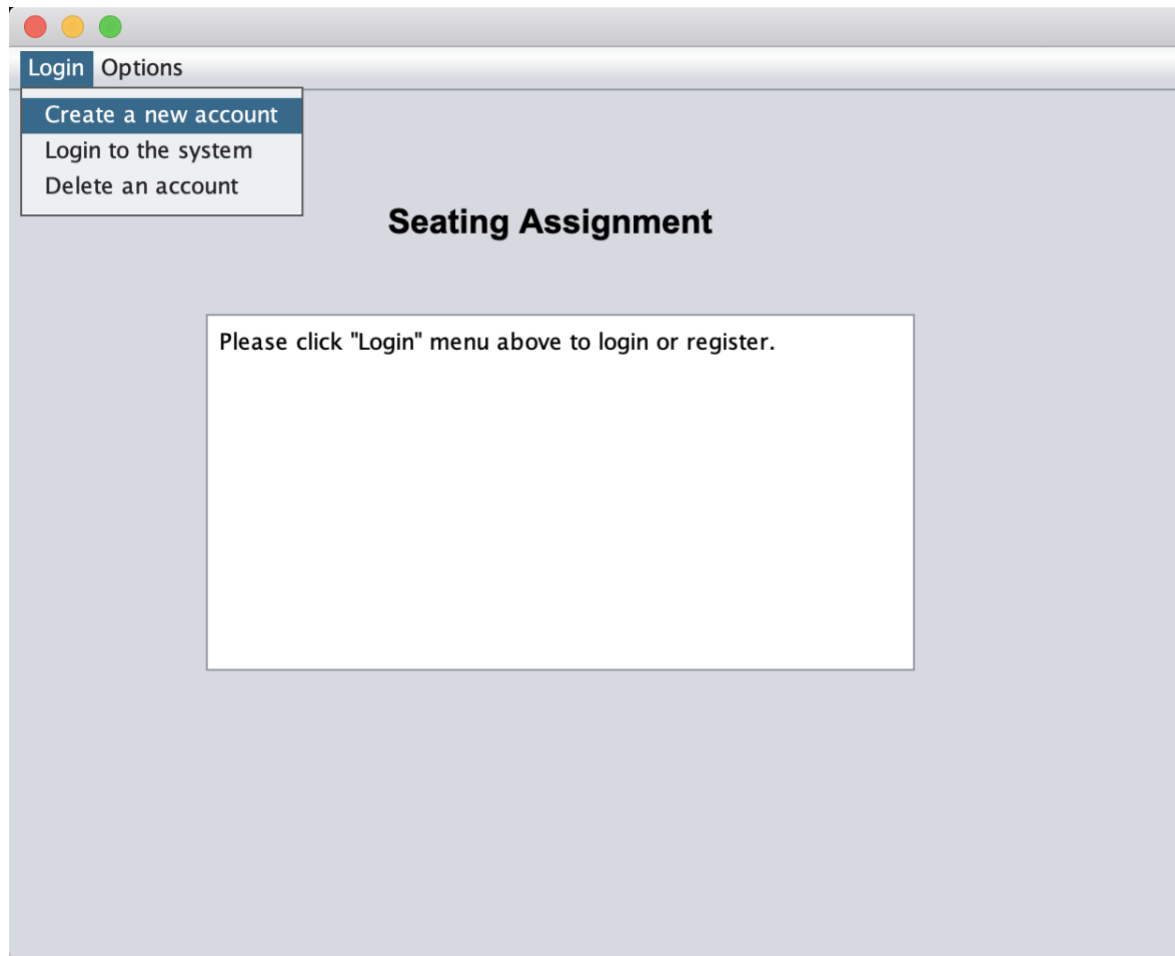 Login Options
Create a new account
Login to the system
Delete an account
Seating Assignment
Please click "Login" menu above to login or register.